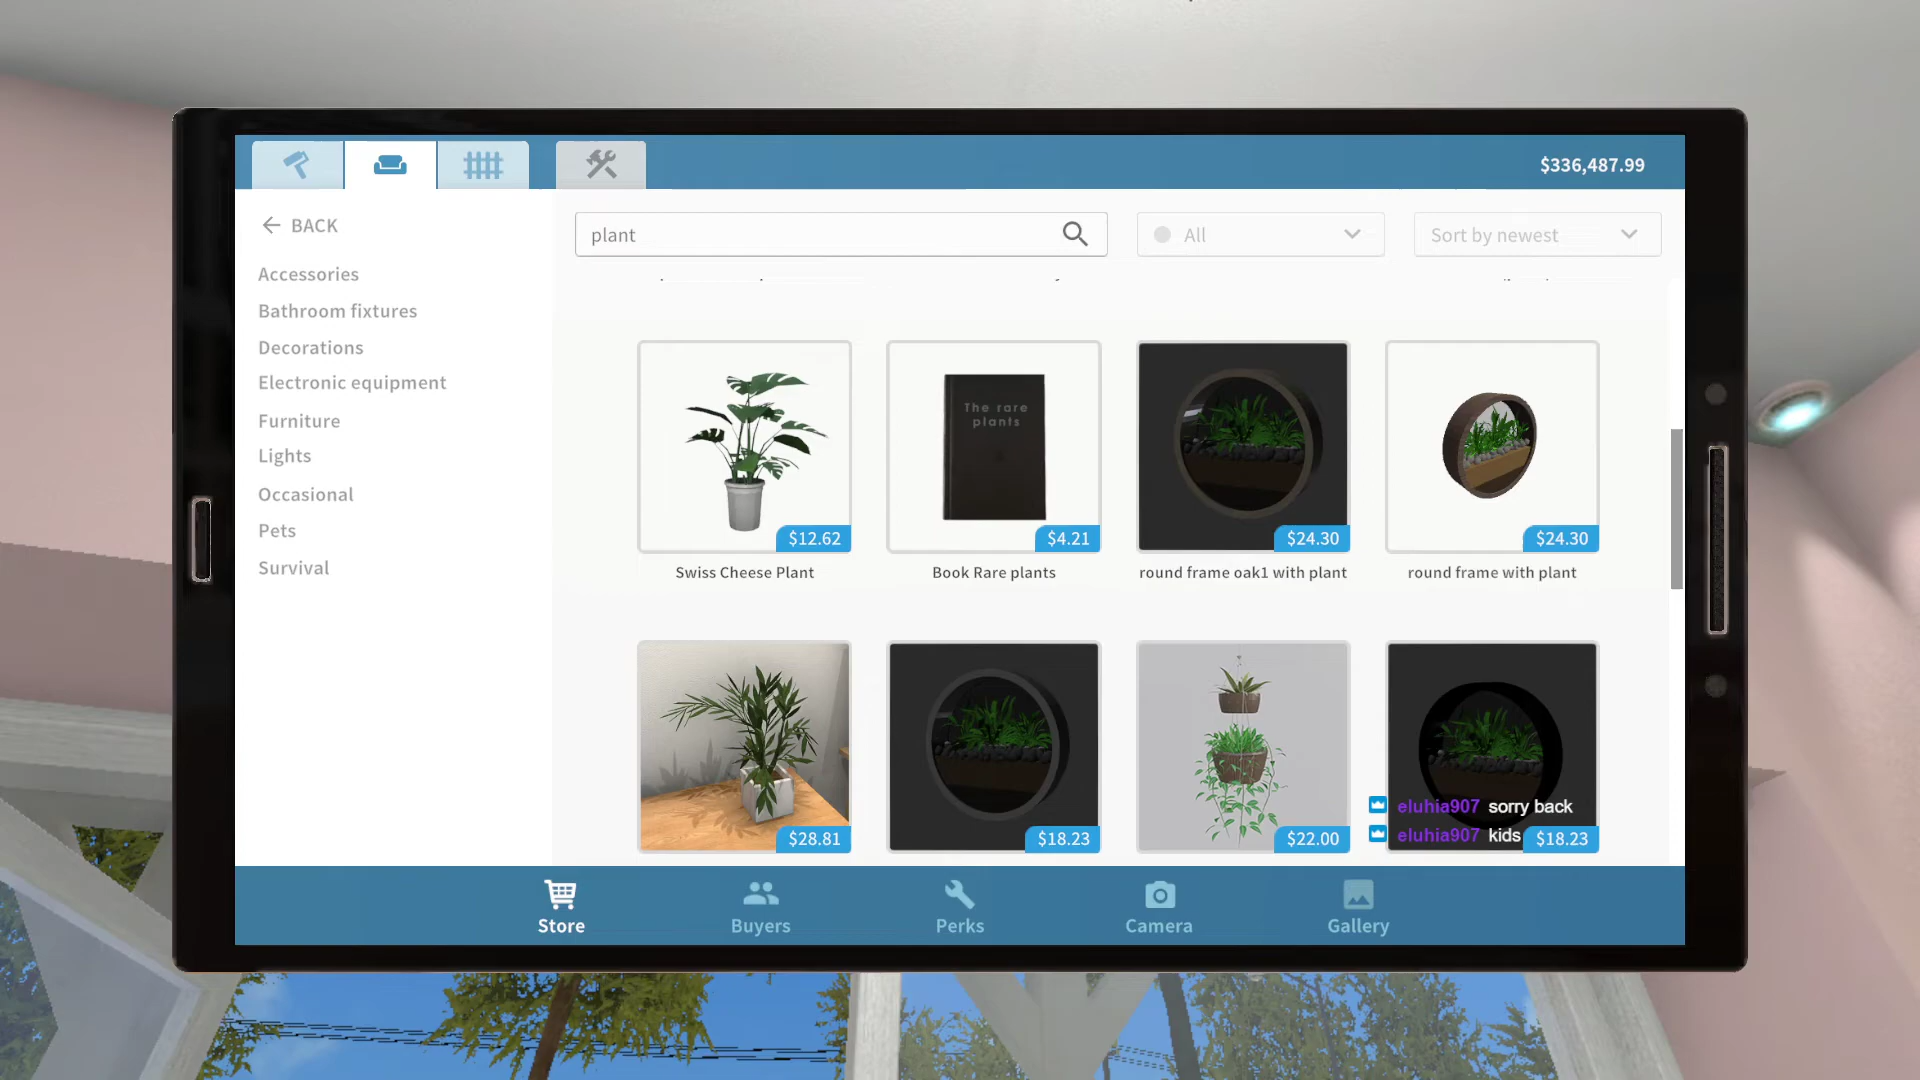 $336,487.99
BACK
plant
All
Sort by newest
Accessories
Bathroom fixtures
Decorations
Electronic equipment
Furniture
Lights
Occasional
Pets
Survival
The rare
plants
$12.62
$4.21
$24.30
$24.30
Swiss Cheese Plant
Book Rare plants
round frame oak1 with plant
round frame with plant
eluhia907 sorry back
eluhia907 kids
$28.81
$18.23
$22.00
$18.23
Store
Buyers
Perks
Camera
Gallery